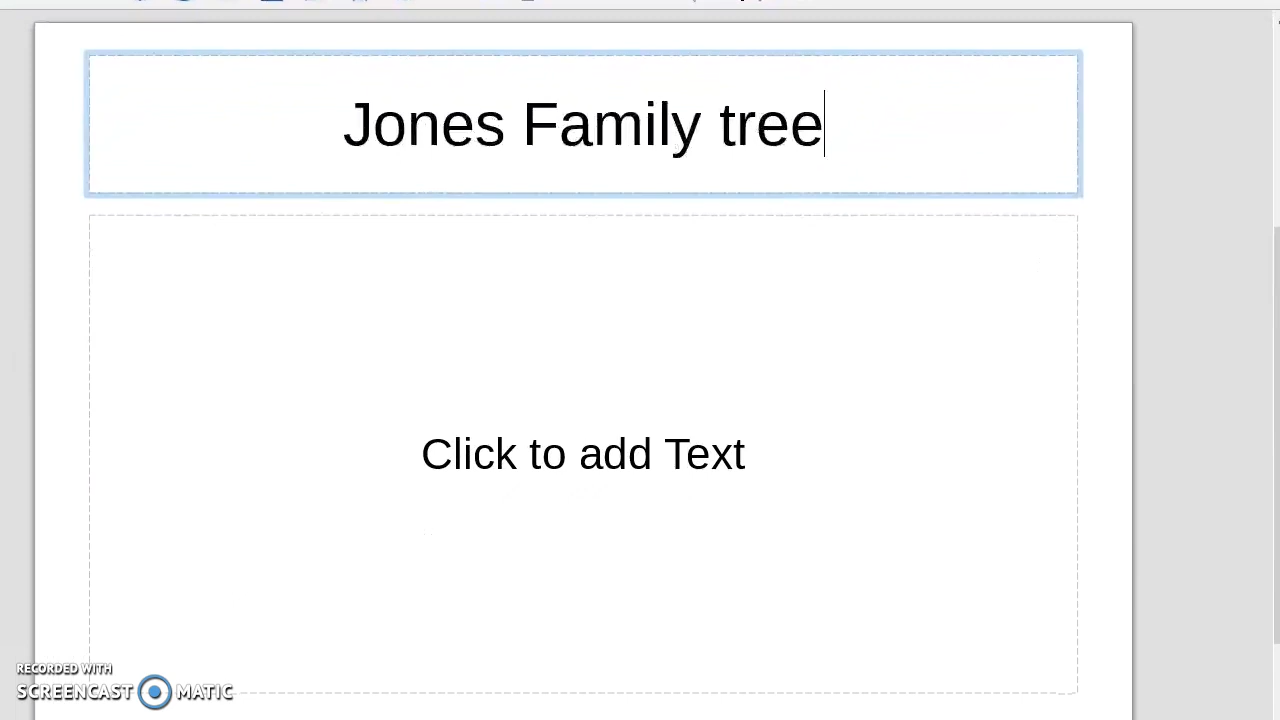 Jones Family tree
Click to add Text
RECORDED WITH
SCREENCAST MATIC